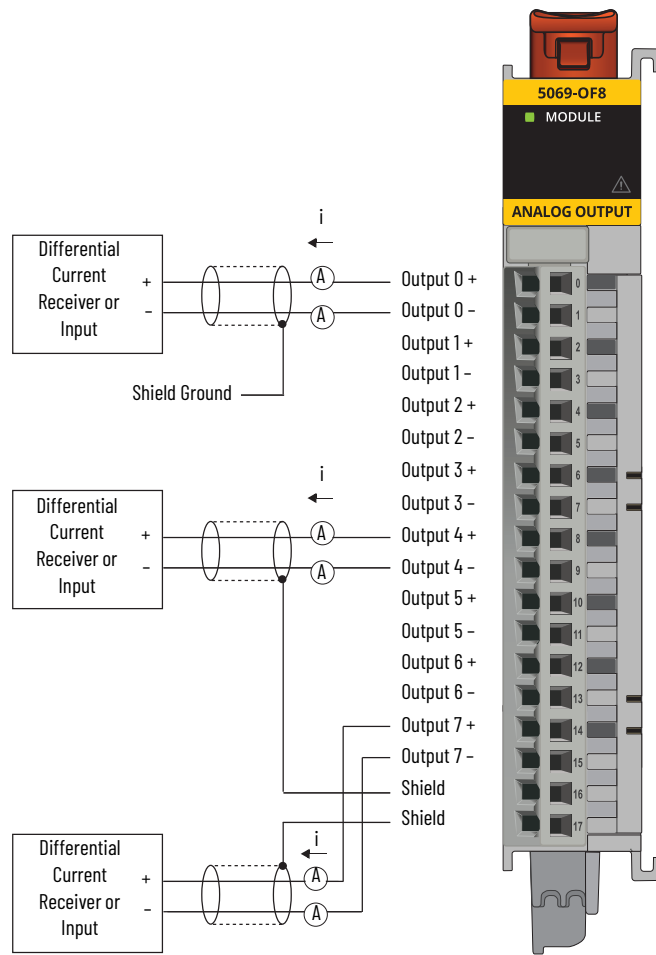 5069-OF8
MODULE
ANALOG OUTPUT
i
Differential
Current
Receiver or
Input
+
−
A
A
Shield Ground
i
Differential
Current
Receiver or
Input
+
−
A
A
i
Differential
Current
Receiver or
Input
+
−
A
A
Output 0 +
Output 0 −
Output 1 +
Output 1 −
Output 2 +
Output 2 −
Output 3 +
Output 3 −
Output 4 +
Output 4 −
Output 5 +
Output 5 −
Output 6 +
Output 6 −
Output 7 +
Output 7 −
Shield
Shield
0
1
2
3
4
5
6
7
8
9
10
11
12
13
14
15
16
17